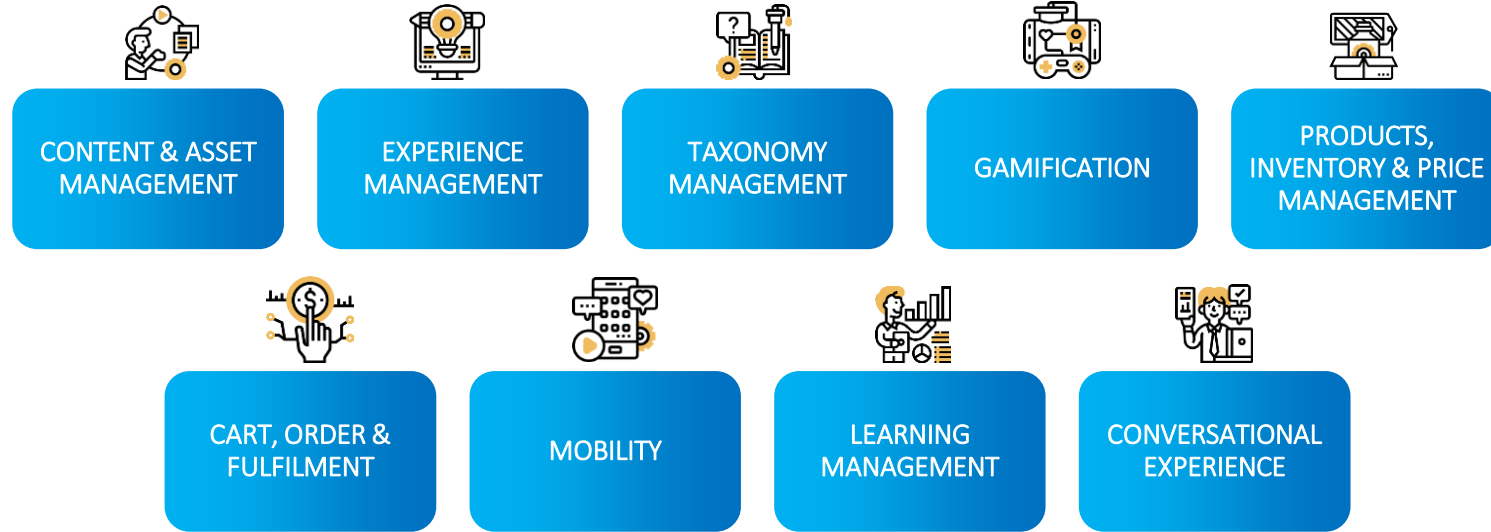 ?
CONTENT & ASSET
MANAGEMENT
EXPERIENCE
MANAGEMENT
TAXONOMY
MANAGEMENT
GAMIFICATION
PRODUCTS,
INVENTORY & PRICE
MANAGEMENT
$
CART, ORDER &
FULFILMENT
MOBILITY
LEARNING
MANAGEMENT
CONVERSATIONAL
EXPERIENCE